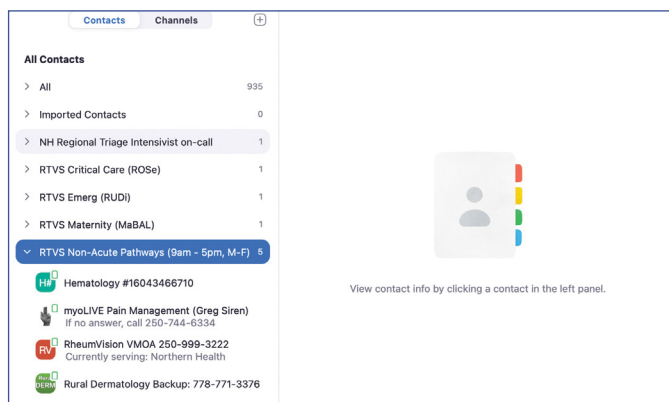 Contacts Channels
All Contacts
All 935
Imported Contacts 0
NH Regional Triage Intensivist on-call 1
RTVS Critical Care (ROSe) 1
RTVS Emerg (RUDi) 1
RTVS Maternity (MaBAL) 1
RTVS Non-Acute Pathways (9am - 5pm, M-F) 5
H# Hematology #16043466710
myoLIVE Pain Management (Greg Siren)
If no answer, call 250-744-6334
RV RheumVision VMOA 250-999-3222
Currently serving: Northern Health
Rural
DERM Rural Dermatology Backup: 778-771-3376
View contact info by clicking a contact in the left panel.